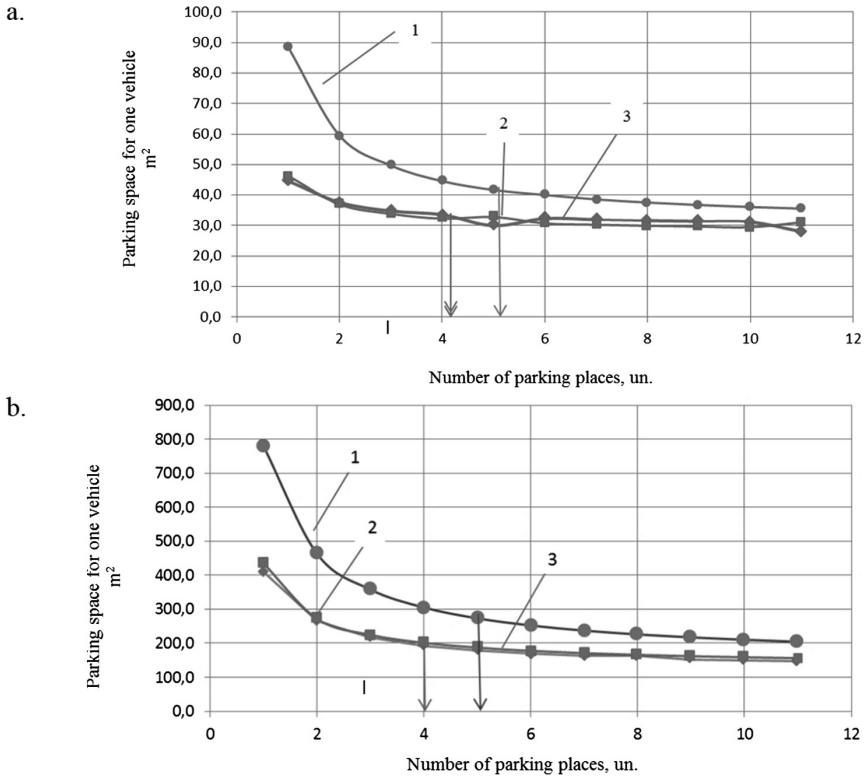 a.
Parking space for one vehicle
m²
100,0
90,0
80,0
70,0
60,0
50,0
40,0
30,0
20,0
10,0
0,0
1
2
3
0 2 4 6 8 10 12
Number of parking places, un.
b.
Parking space for one vehicle
m²
900,0
800,0
700,0
600,0
500,0
400,0
300,0
200,0
100,0
0,0
1
2
3
0 2 4 6 8 10 12
Number of parking places, un.